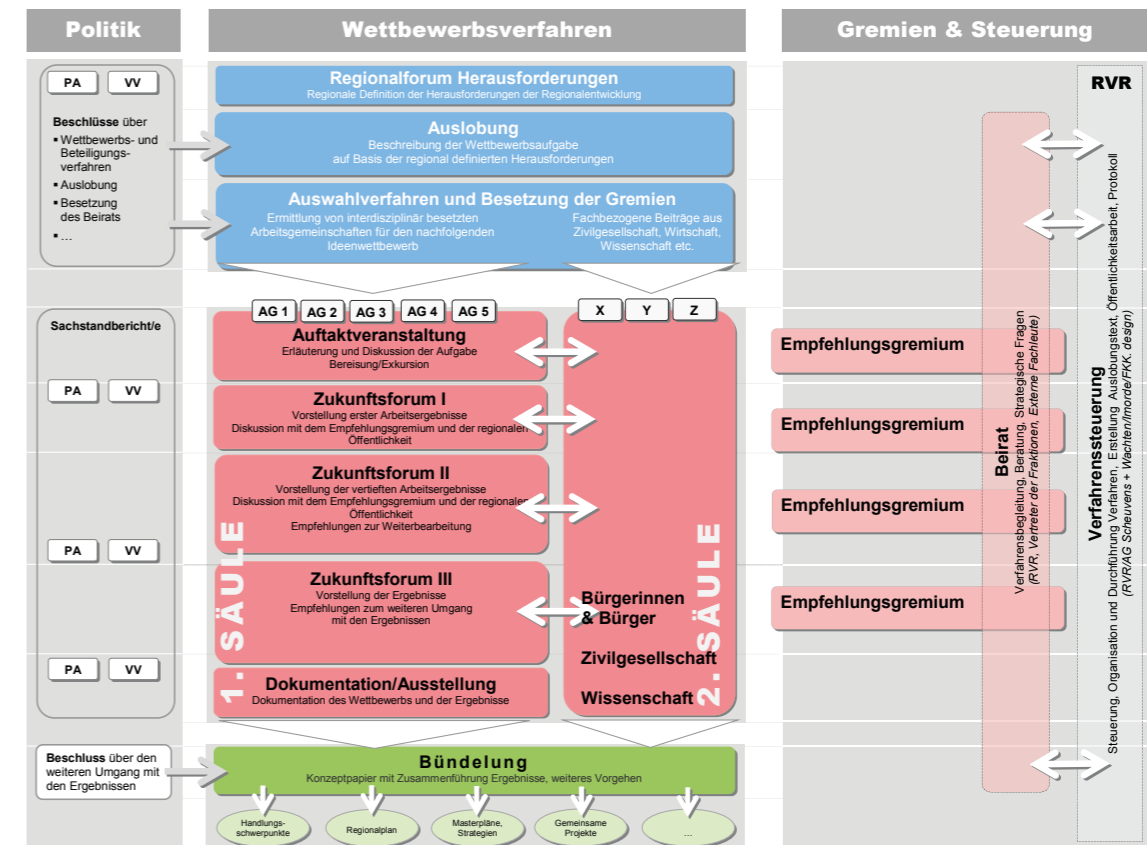 Politik
Wettbewerbsverfahren
Gremien & Steuerung
PA VV
Beschlüsse über
▪ Wettbewerbs- und
Beteiligungs-
verfahren
▪ Auslobung
▪ Besetzung
des Beirats
▪ …
Regionalforum Herausforderungen
Regionale Definition der Herausforderungen der Regionalentwicklung
Auslobung
Beschreibung der Wettbewerbsaufgabe
auf Basis der regional definierten Herausforderungen
Auswahlverfahren und Besetzung der Gremien
Ermittlung von interdisziplinär besetzten
Arbeitsgemeinschaften für den nachfolgenden
Ideenwettbewerb
Fachbezogene Beiträge aus
Zivilgesellschaft, Wirtschaft,
Wissenschaft etc.
Sachstandbericht/e
PA VV
PA VV
PA VV
AG 1 AG 2 AG 3 AG 4 AG 5
X Y Z
Auftaktveranstaltung
Erläuterung und Diskussion der Aufgabe
Bereisung/Exkursion
Zukunftsforum I
Vorstellung erster Arbeitsergebnisse
Diskussion mit dem Empfehlungsgremium und der regionalen
Öffentlichkeit
Zukunftsforum II
Vorstellung der vertieften Arbeitsergebnisse
Diskussion mit dem Empfehlungsgremium und der regionalen
Öffentlichkeit
Empfehlungen zur Weiterbearbeitung
Zukunftsforum III
Vorstellung der Ergebnisse
Empfehlungen zum weiteren Umgang
mit den Ergebnissen
Dokumentation/Ausstellung
Dokumentation des Wettbewerbs und der Ergebnisse
1. SÄULE
Bürgerinnen
& Bürger
Zivilgesellschaft
Wissenschaft
2. SÄULE
Empfehlungsgremium
Empfehlungsgremium
Empfehlungsgremium
Empfehlungsgremium
Beirat
Verfahrensbegleitung, Beratung, Strategische Fragen
(RVR, Vertreter der Fraktionen, Externe Fachleute)
RVR
Verfahrenssteuerung
Steuerung, Organisation und Durchführung Verfahren, Erstellung Auslobungstext, Öffentlichkeitsarbeit, Protokoll
(RVR/AG Scheuvens + Wachten/Imorde/FKK. design)
Beschluss über den
weiteren Umgang mit
den Ergebnissen
Bündelung
Konzeptpapier mit Zusammenführung Ergebnisse, weiteres Vorgehen
Handlungs-
schwerpunkte
Regionalplan
Masterpläne,
Strategien
Gemeinsame
Projekte
…